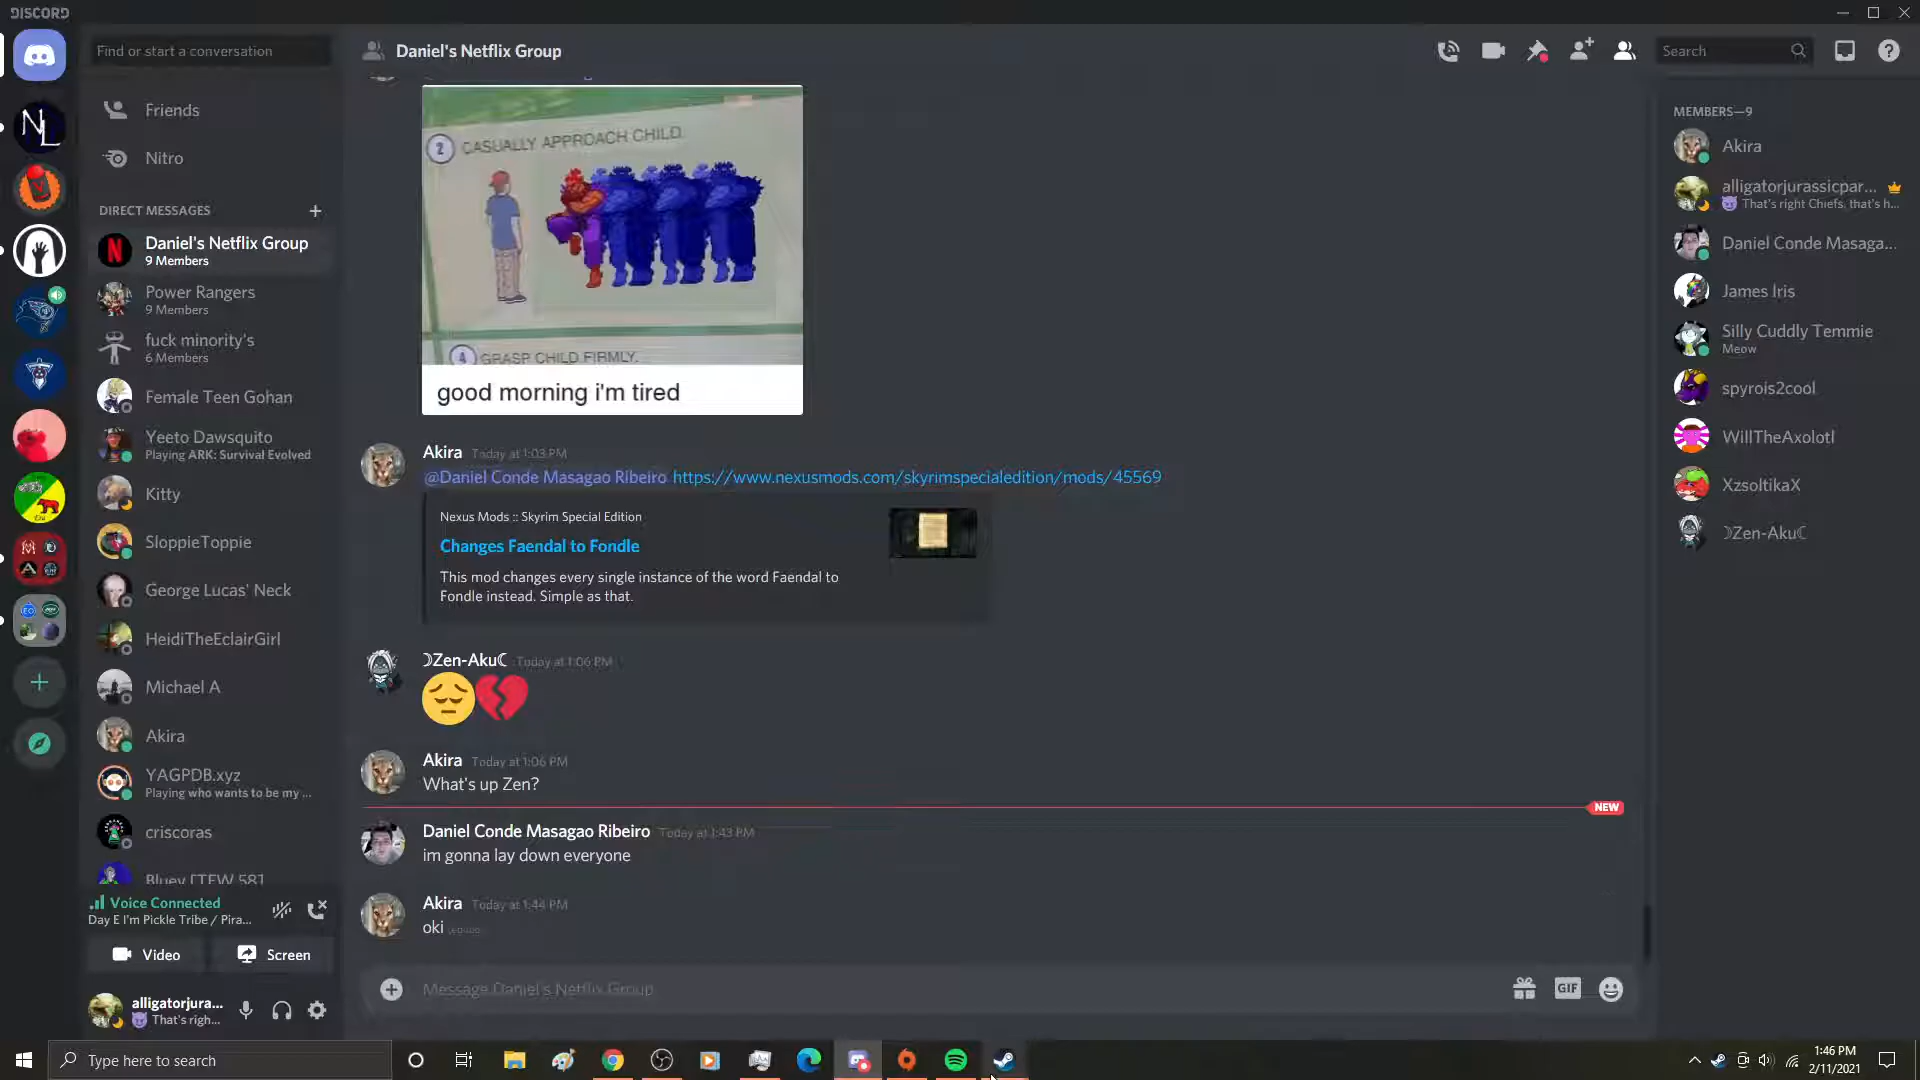 DISCORD
Find or start a conversation
Friends
Nitro
DIRECT MESSAGES
Daniel's Netflix Group
9 Members
Power Rangers
9 Members
fuck minority's
6 Members
Female Teen Gohan
Yeeto Dawsquito
Playing ARK: Survival Evolved
Kitty
SloppieToppie
George Lucas' Neck
HeidiTheEclairGirl
Michael A
Akira
YAGPDB.xyz
Playing who wants to be my ...
criscoras
Bluey [TFW 58]
Voice Connected
Day E I'm Pickle Tribe / Pira...
Video
Screen
alligatorjura...
That's righ...
Daniel's Netflix Group
Search
2 CASUALLY APPROACH CHILD.
4 GRASP CHILD FIRMLY.
good morning i'm tired
Akira Today at 1:03 PM
@Daniel Conde Masagao Ribeiro https://www.nexusmods.com/skyrimspecialedition/mods/45569
Nexus Mods :: Skyrim Special Edition
Changes Faendal to Fondle
This mod changes every single instance of the word Faendal to
Fondle instead. Simple as that.
☽Zen-Aku☾ Today at 1:06 PM
Akira Today at 1:06 PM
What's up Zen?
NEW
Daniel Conde Masagao Ribeiro Today at 1:43 PM
im gonna lay down everyone
Akira Today at 1:44 PM
oki (edited)
Message Daniel's Netflix Group
GIF
MEMBERS—9
Akira
alligatorjurassicpar...
That's right Chiefs, that's h...
Daniel Conde Masaga...
James Iris
Silly Cuddly Temmie
Meow
spyrois2cool
WillTheAxolotl
XzsoltikaX
☽Zen-Aku☾
Type here to search
1:46 PM
2/11/2021